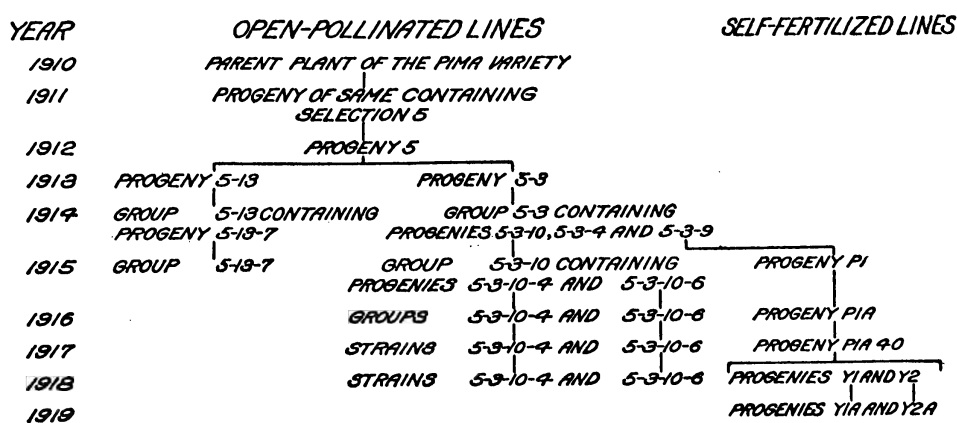 YEAR OPEN-POLLINATED LINES SELF-FERTILIZED LINES
1910 PARENT PLANT OF THE PIMA VARIETY
1911 PROGENY OF SAME CONTAINING
SELECTION 5
1912 PROGENY 5
1913 PROGENY 5-13 PROGENY 5-3
1914 GROUP 5-13 CONTAINING GROUP 5-3 CONTAINING
PROGENY 5-13-7 PROGENIES 5-3-10, 5-3-4 AND 5-3-9
1915 GROUP 5-13-7 GROUP 5-3-10 CONTAINING PROGENY P1
PROGENIES 5-3-10-4 AND 5-3-10-6
1916 GROUPS 5-3-10-4 AND 5-3-10-6 PROGENY P1A
1917 STRAINS 5-3-10-4 AND 5-3-10-6 PROGENY P1A 40
1918 STRAINS 5-3-10-4 AND 5-3-10-6 PROGENIES Y1 AND Y2
1919 PROGENIES Y1A AND Y2A